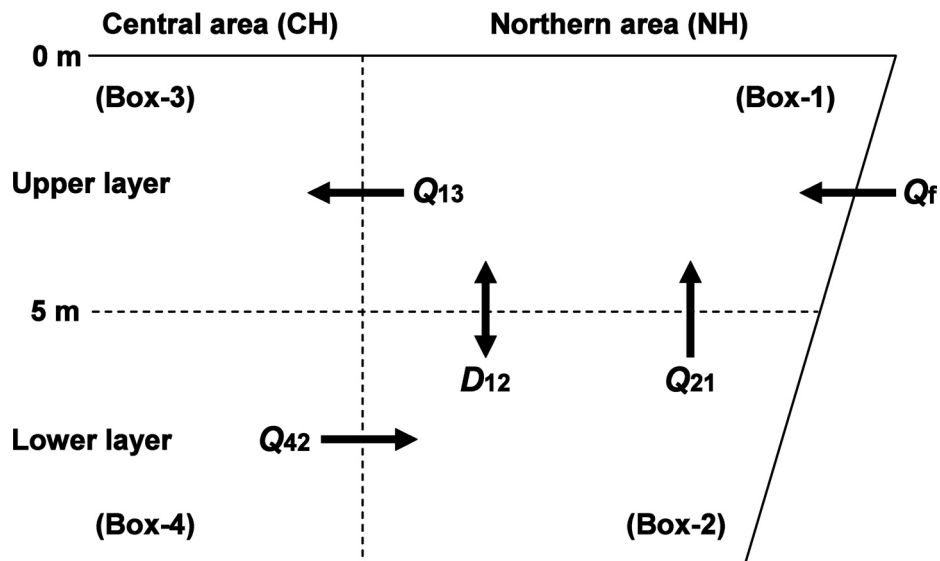 Central area (CH) Northern area (NH)
0 m
(Box-3) (Box-1)
Upper layer Q13 Qf
5 m
D12 Q21
Lower layer Q42
(Box-4) (Box-2)